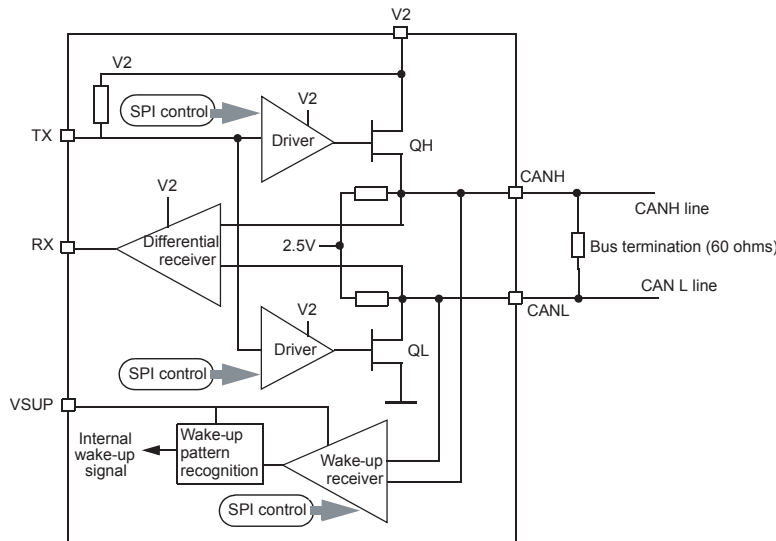 V2
V2
SPI control
V2
TX
Driver
QH
CANH
V2
CANH line
RX
Differential
receiver
2.5V
Bus termination (60 ohms)
CAN L line
V2
CANL
Driver
QL
SPI control
VSUP
Internal
wake-up
signal
Wake-up
pattern
recognition
Wake-up
receiver
SPI control